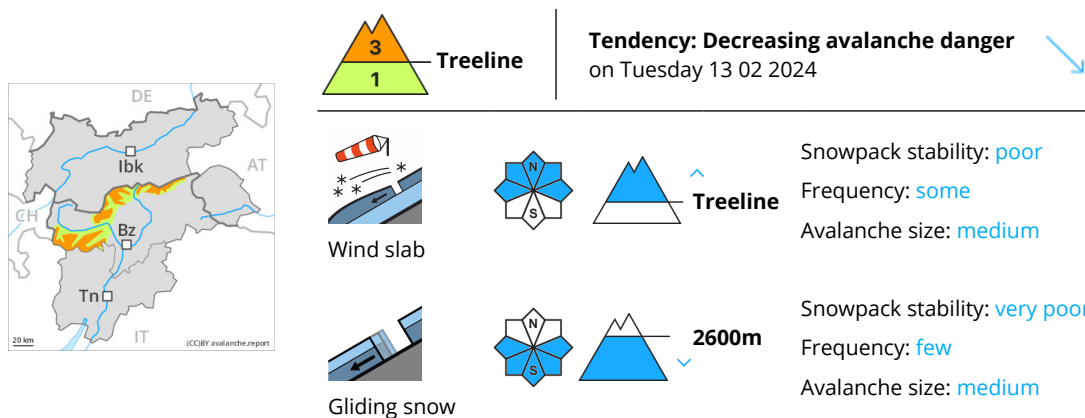 3
1
Treeline
Tendency: Decreasing avalanche danger
on Tuesday 13 02 2024
DE
Ibk
AT
CH
Bz
Tn
IT
20 km
(CC)BY avalanche.report
Wind slab
N
S
Treeline
Snowpack stability: poor
Frequency: some
Avalanche size: medium
Gliding snow
N
S
2600m
Snowpack stability: very poor
Frequency: few
Avalanche size: medium